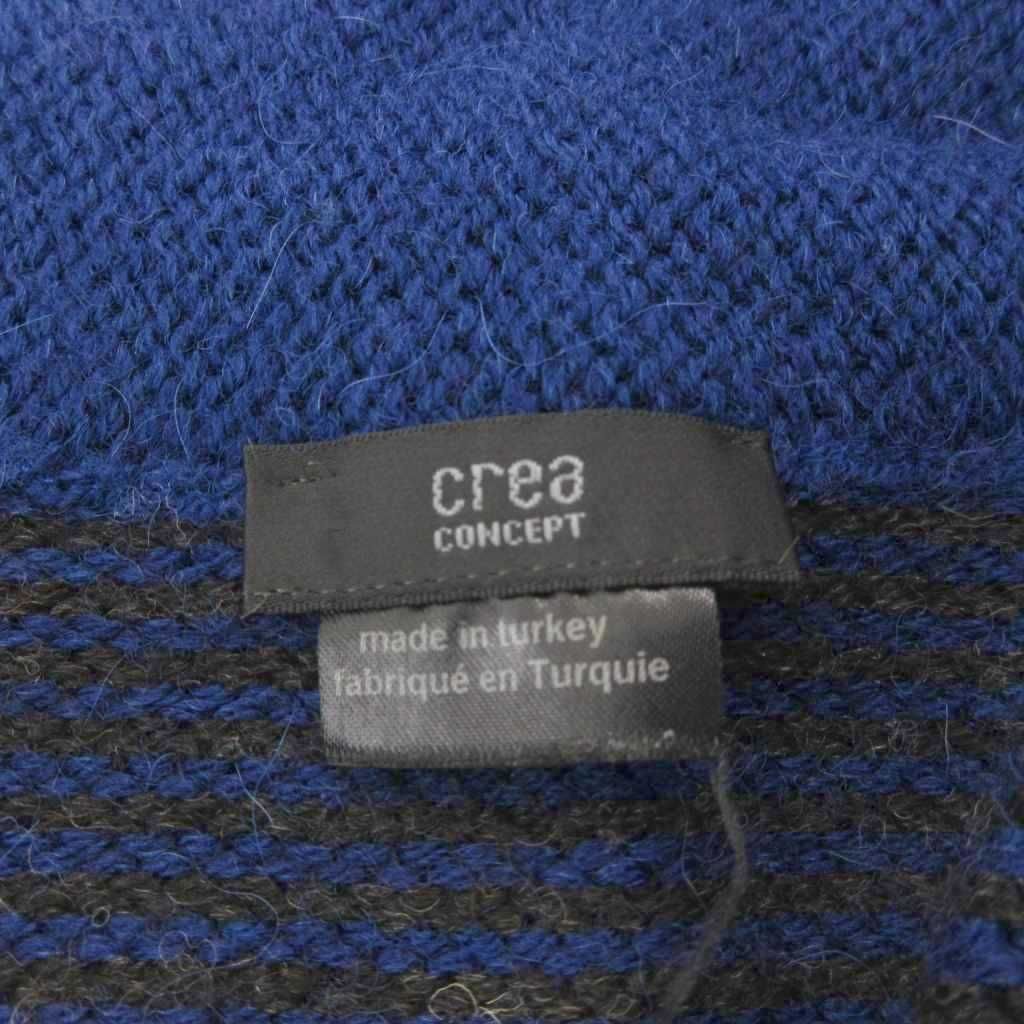 crea
CONCEPT
made in turkey
fabriqué en Turquie